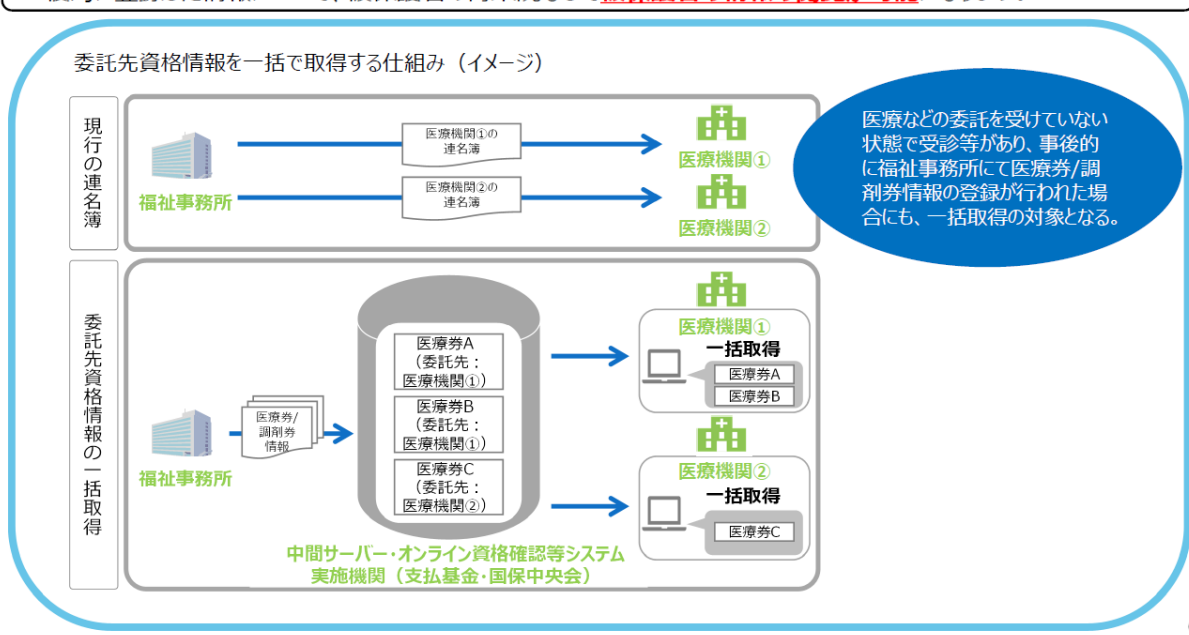 委託先資格情報を一括で取得する仕組み（イメージ）
現行の連名簿
福祉事務所
医療機関①の
連名簿
医療機関②の
連名簿
医療機関①
医療機関②
医療などの委託を受けていない
状態で受診等があり、事後的
に福祉事務所にて医療券/調
剤券情報の登録が行われた場
合にも、一括取得の対象となる。
委託先資格情報の一括取得
福祉事務所
医療券/
調剤券
情報
医療券A
（委託先：
医療機関①）
医療券B
（委託先：
医療機関①）
医療券C
（委託先：
医療機関②）
中間サーバー・オンライン資格確認等システム
実施機関（支払基金・国保中央会）
医療機関①
一括取得
医療券A
医療券B
医療機関②
一括取得
医療券C